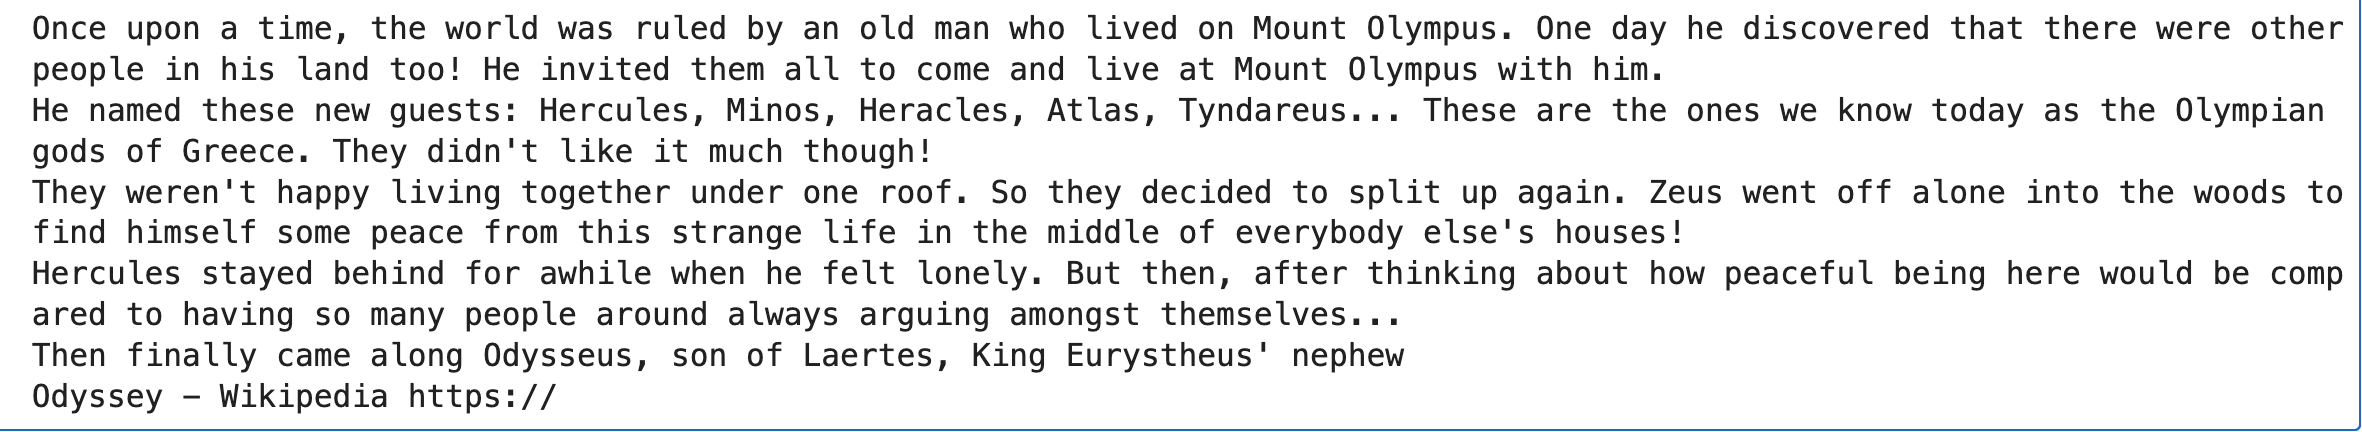 Once upon a time, the world was ruled by an old man who lived on Mount Olympus. One day he discovered that there were other
people in his land too! He invited them all to come and live at Mount Olympus with him.
He named these new guests: Hercules, Minos, Heracles, Atlas, Tyndareus... These are the ones we know today as the Olympian
gods of Greece. They didn't like it much though!
They weren't happy living together under one roof. So they decided to split up again. Zeus went off alone into the woods to
find himself some peace from this strange life in the middle of everybody else's houses!
Hercules stayed behind for awhile when he felt lonely. But then, after thinking about how peaceful being here would be comp
ared to having so many people around always arguing amongst themselves...
Then finally came along Odysseus, son of Laertes, King Eurystheus' nephew
Odyssey – Wikipedia https://